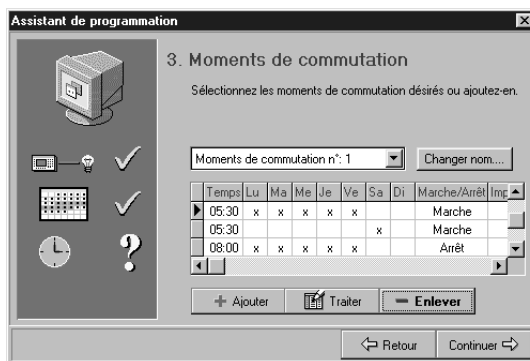 Assistant de programmation
3. Moments de commutation
Sélectionnez les moments de commutation désirés ou ajoutez-en.
Moments de commutation n°: 1 Changer nom....
Temps Lu Ma Me Je Ve Sa Di Marche/Arrêt Imp
05:30 x x x x x Marche
05:30 x Marche
08:00 x x x x x Arrêt
Ajouter Traiter Enlever
Retour Continuer